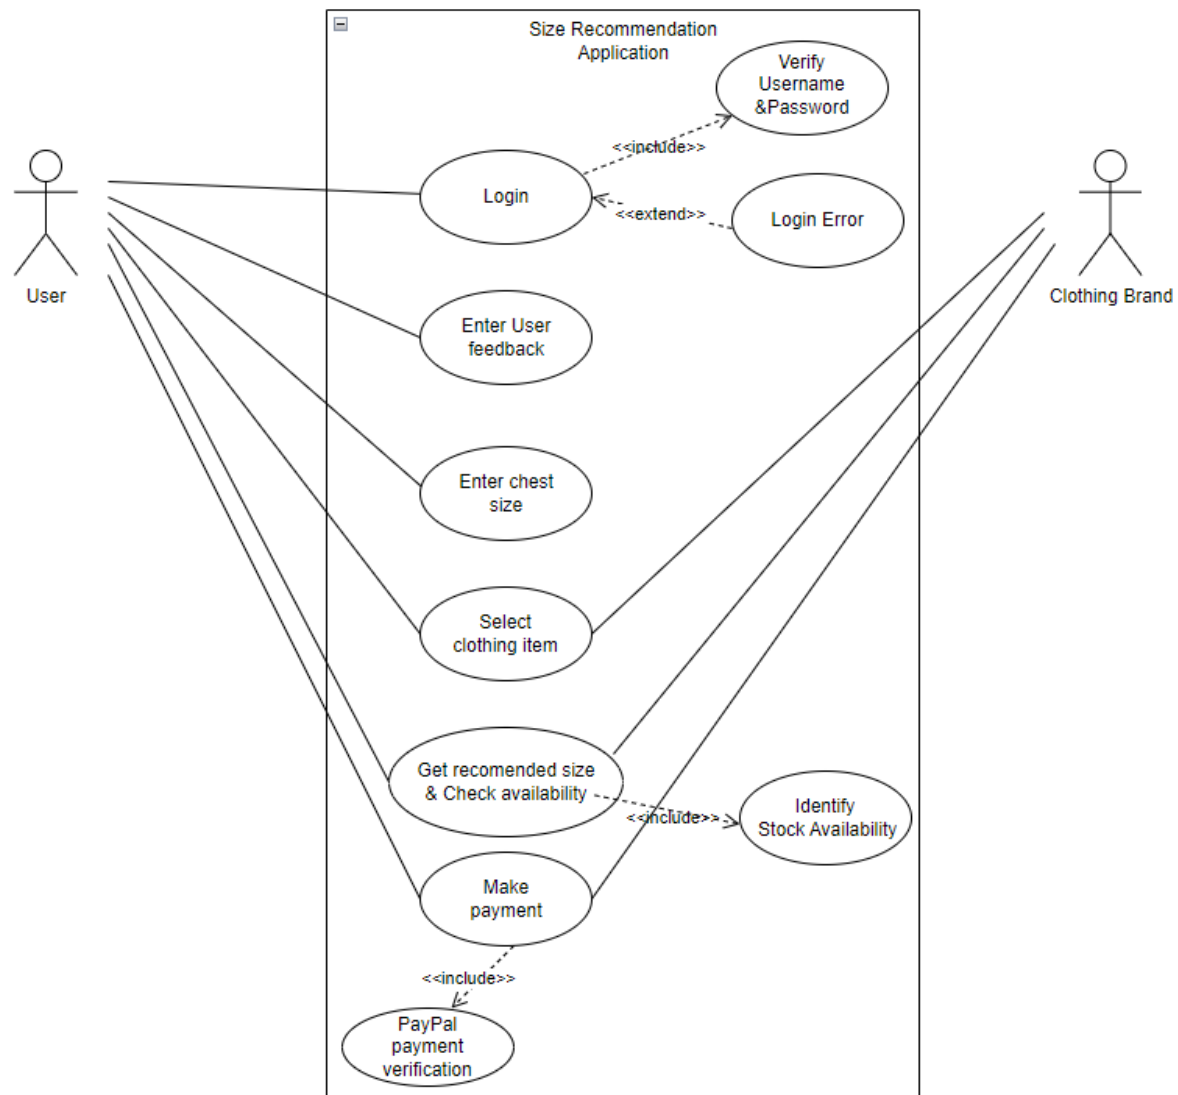 Size Recommendation
Application
Verify
Username
&Password
<<include>>
Login
<<extend>>
Login Error
User
Clothing Brand
Enter User
feedback
Enter chest
size
Select
clothing item
Get recomended size
& Check availability
<<include>>
Identify
Stock Availability
Make
payment
<<include>>
PayPal
payment
verification